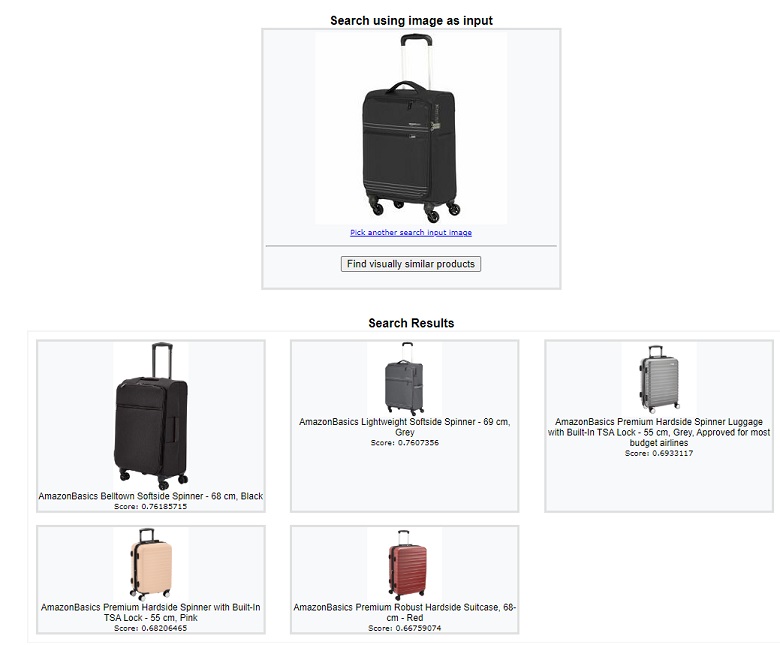 Search using image as input
Pick another search input image
Find visually similar products
Search Results
AmazonBasics Belltown Softside Spinner - 68 cm, Black
Score: 0.76185715
AmazonBasics Lightweight Softside Spinner - 69 cm,
Grey
Score: 0.7607356
AmazonBasics Premium Hardside Spinner Luggage
with Built-In TSA Lock - 55 cm, Grey, Approved for most
budget airlines
Score: 0.6933117
AmazonBasics Premium Hardside Spinner with Built-In
TSA Lock - 55 cm, Pink
Score: 0.68206465
AmazonBasics Premium Robust Hardside Suitcase, 68-
cm - Red
Score: 0.66759074